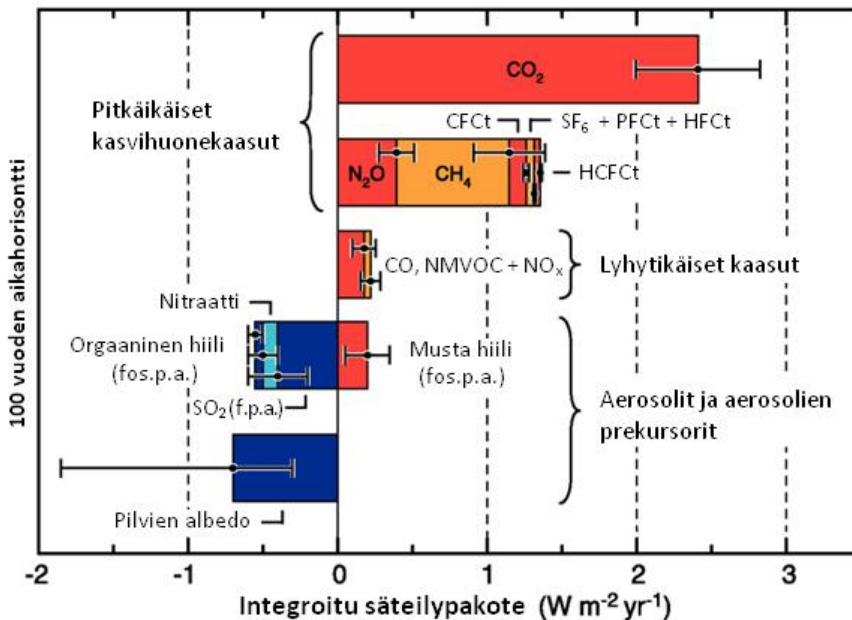 CO₂
Pitkäikäiset
kasvihuonekaasut
CFCt
SF₆ + PFCt + HFCt
N₂O
CH₄
HCFCt
CO, NMVOC + NOₓ
Lyhytikäiset kaasut
Nitraatti
Orgaaninen hiili
(fos.p.a.)
Musta hiili
(fos.p.a.)
SO₂(f.p.a.)
Aerosolit ja aerosolien
prekursorit
Pilvien albedo
100 vuoden aikahorisontti
-2 -1 0 1 2 3
Integroitu säteilypakote (W m⁻² yr⁻¹)